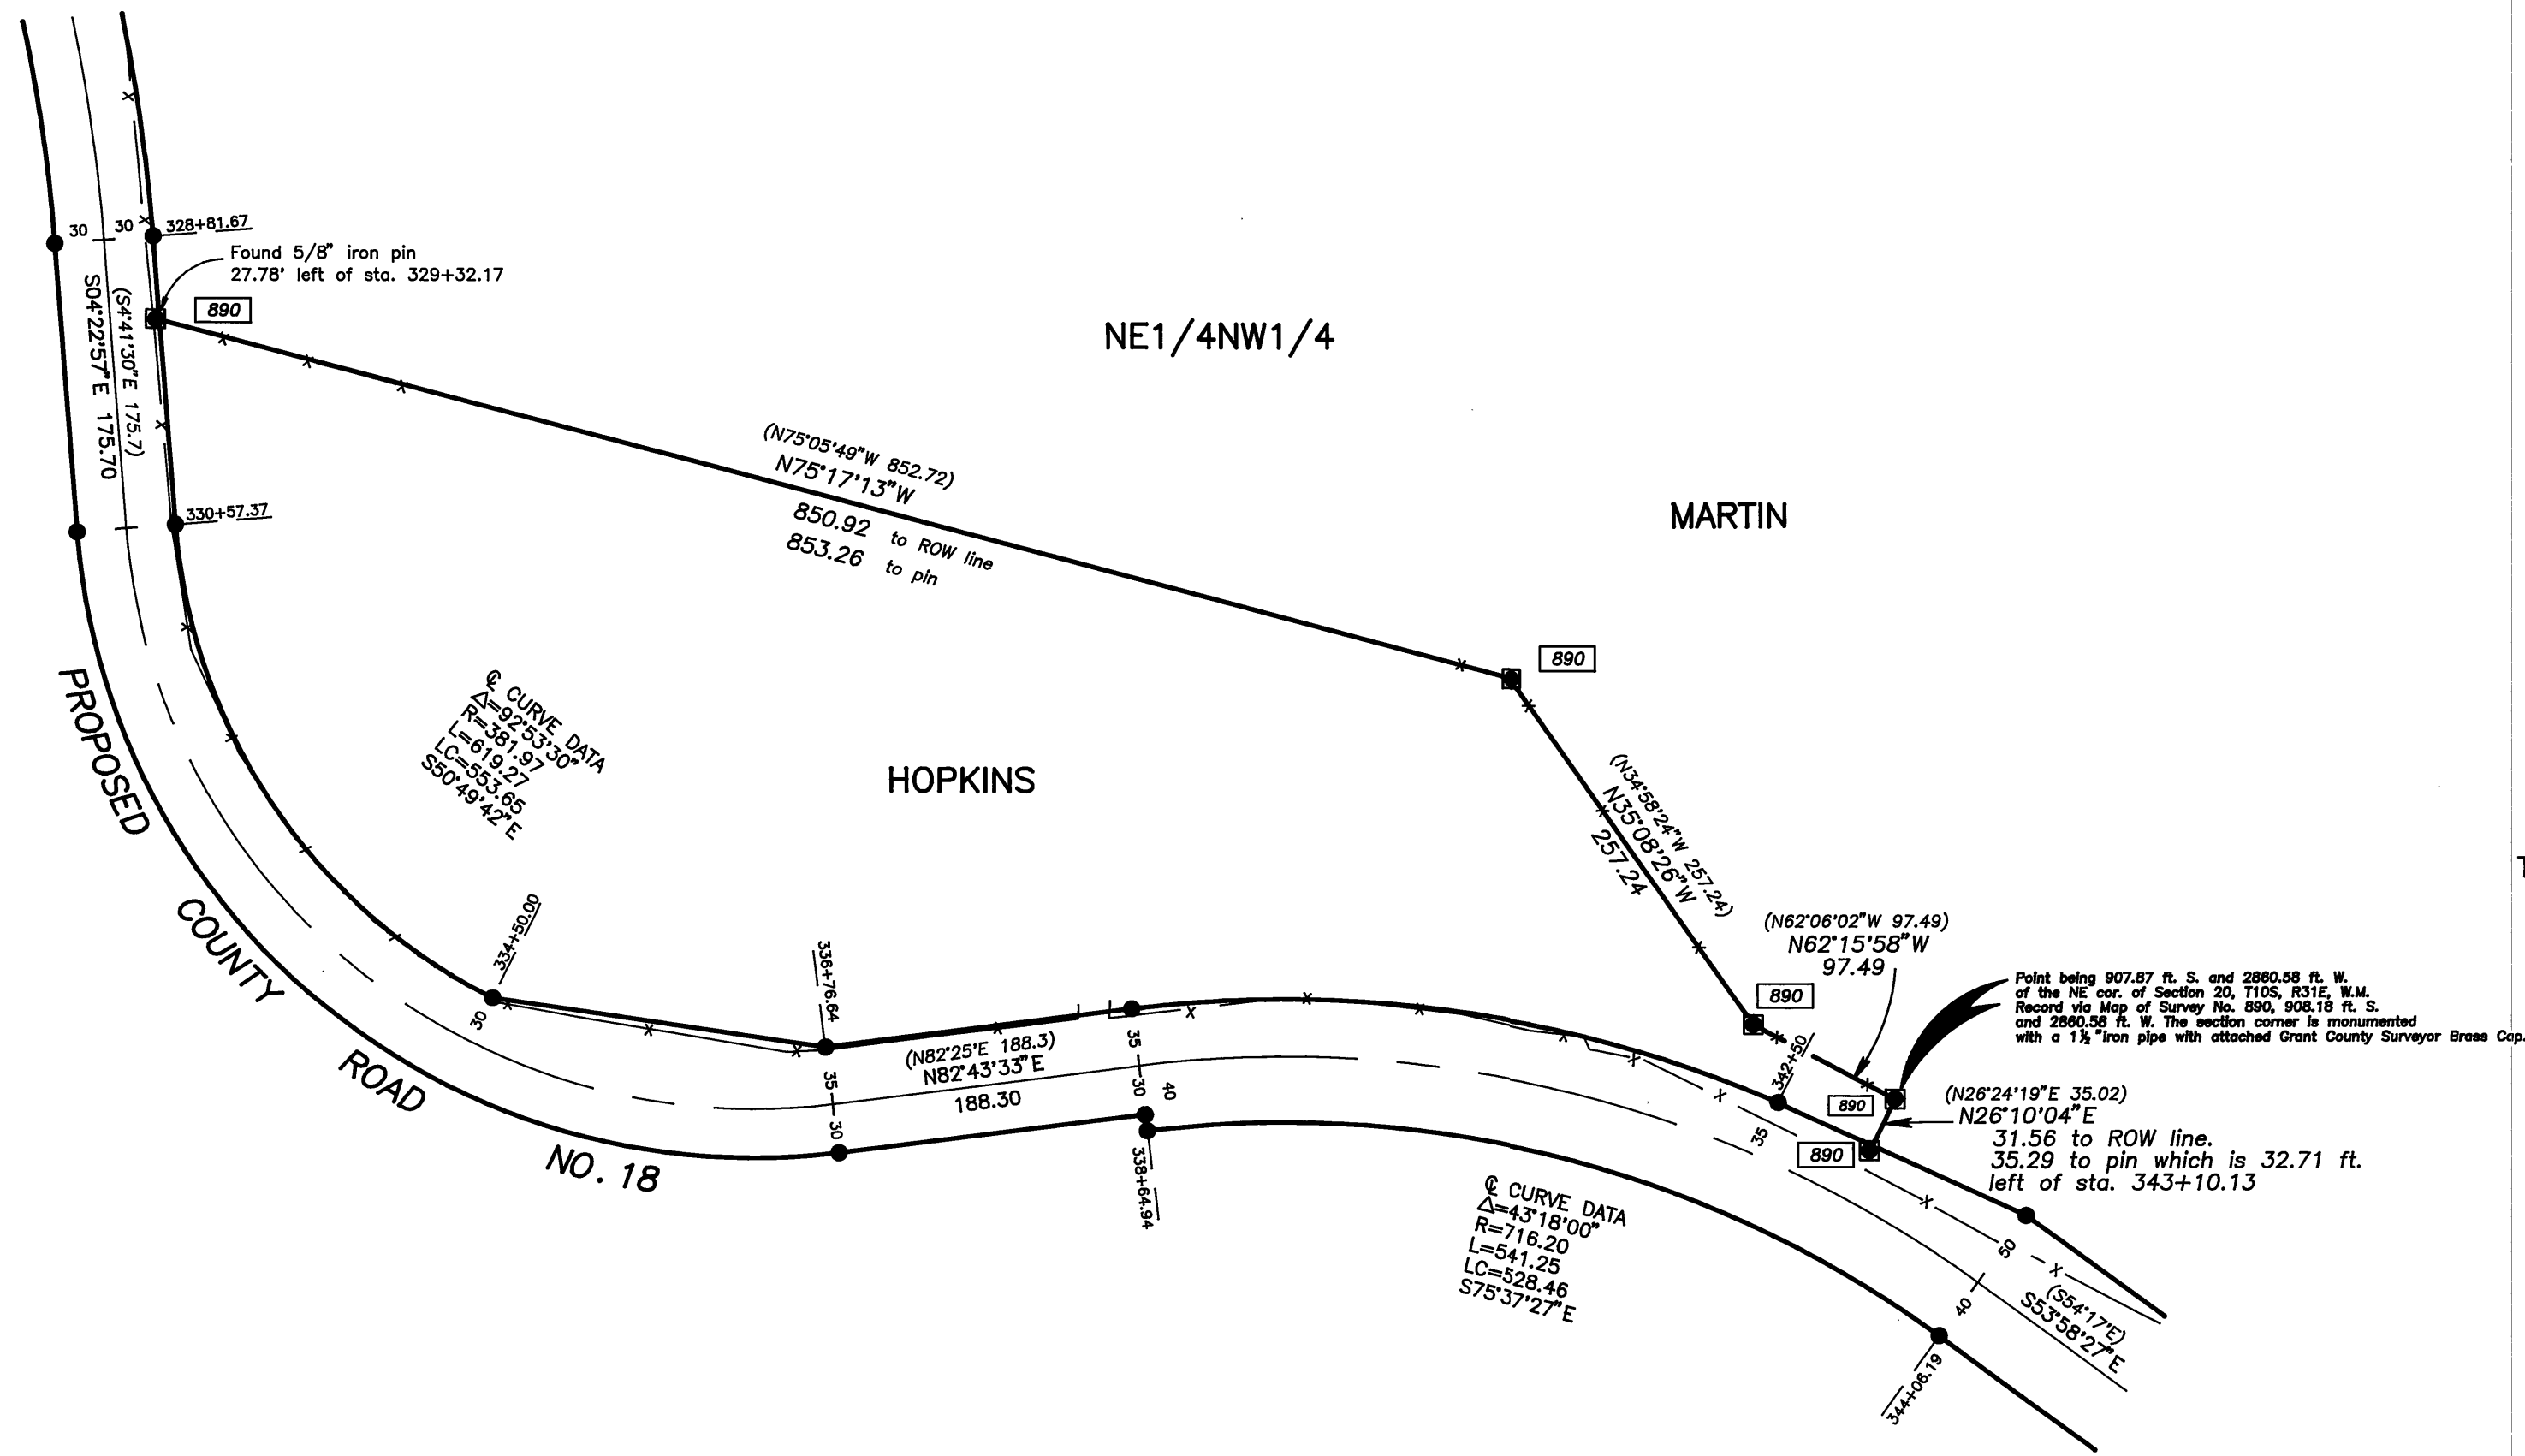 30
30
328+81.67
Found 5/8" iron pin
27.78' left of sta. 329+32.17
890
(S4°41'30"E 175.7)
S04°22'57"E 175.70
330+57.37
NE1/4NW1/4
(N75°05'49"W 852.72)
N75°17'13"W
850.92 to ROW line
853.26 to pin
MARTIN
890
HOPKINS
℄ CURVE DATA
△=92°53'30"
R=381.97
L=619.27
LC=553.65
S50°49'42"E
(N34°58'24"W 257.24)
N35°08'26"W
257.24
(N62°06'02"W 97.49)
N62°15'58"W
97.49
890
Point being 907.87 ft. S. and 2860.58 ft. W.
of the NE cor. of Section 20, T10S, R31E, W.M.
Record via Map of Survey No. 890, 908.18 ft. S.
and 2860.58 ft. W. The section corner is monumented
with a 1½" iron pipe with attached Grant County Surveyor Brass Cap.
T
334+50.00
30
336+76.64
35
30
(N82°25'E 188.3)
N82°43'33"E
188.30
35
30
40
338+64.94
342+50
35
890
890
(N26°24'19"E 35.02)
N26°10'04"E
31.56 to ROW line.
35.29 to pin which is 32.71 ft.
left of sta. 343+10.13
PROPOSED
COUNTY
ROAD
NO. 18
℄ CURVE DATA
△=43°18'00"
R=716.20
L=541.25
LC=528.46
S75°37'27"E
50
40
(S54°17'E)
S53°58'27"E
344+06.19